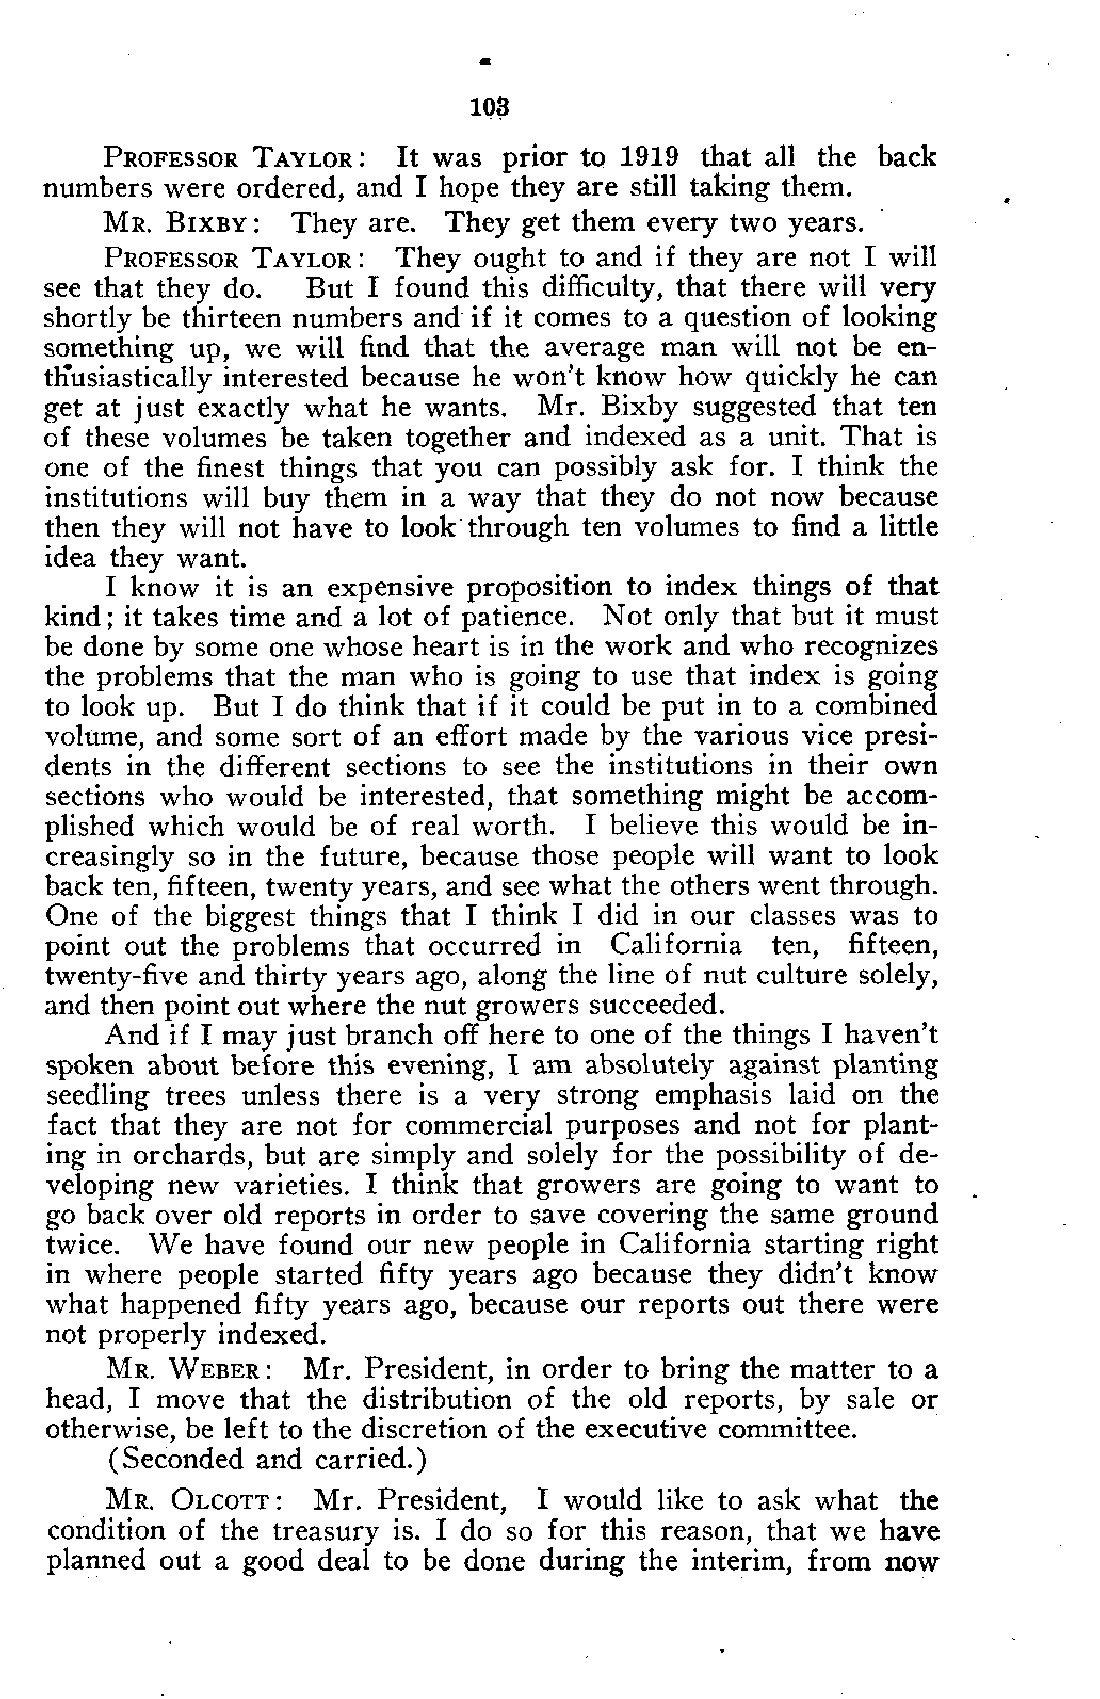 103
PROFESSOR TAYLOR: It was prior to 1919 that all the back
numbers were ordered, and I hope they are still taking them.
MR. BIXBY: They are. They get them every two years.
PROFESSOR TAYLOR: They ought to and if they are not I will
see that they do. But I found this difficulty, that there will very
shortly be thirteen numbers and if it comes to a question of looking
something up, we will find that the average man will not be en-
thusiastically interested because he won't know how quickly he can
get at just exactly what he wants. Mr. Bixby suggested that ten
of these volumes be taken together and indexed as a unit. That is
one of the finest things that you can possibly ask for. I think the
institutions will buy them in a way that they do not now because
then they will not have to look through ten volumes to find a little
idea they want.
I know it is an expensive proposition to index things of that
kind; it takes time and a lot of patience. Not only that but it must
be done by some one whose heart is in the work and who recognizes
the problems that the man who is going to use that index is going
to look up. But I do think that if it could be put in to a combined
volume, and some sort of an effort made by the various vice presi-
dents in the different sections to see the institutions in their own
sections who would be interested, that something might be accom-
plished which would be of real worth. I believe this would be in-
creasingly so in the future, because those people will want to look
back ten, fifteen, twenty years, and see what the others went through.
One of the biggest things that I think I did in our classes was to
point out the problems that occurred in California ten, fifteen,
twenty-five and thirty years ago, along the line of nut culture solely,
and then point out where the nut growers succeeded.
And if I may just branch off here to one of the things I haven't
spoken about before this evening, I am absolutely against planting
seedling trees unless there is a very strong emphasis laid on the
fact that they are not for commercial purposes and not for plant-
ing in orchards, but are simply and solely for the possibility of de-
veloping new varieties. I think that growers are going to want to
go back over old reports in order to save covering the same ground
twice. We have found our new people in California starting right
in where people started fifty years ago because they didn't know
what happened fifty years ago, because our reports out there were
not properly indexed.
MR. WEBER: Mr. President, in order to bring the matter to a
head, I move that the distribution of the old reports, by sale or
otherwise, be left to the discretion of the executive committee.
(Seconded and carried.)
MR. OLCOTT: Mr. President, I would like to ask what the
condition of the treasury is. I do so for this reason, that we have
planned out a good deal to be done during the interim, from now